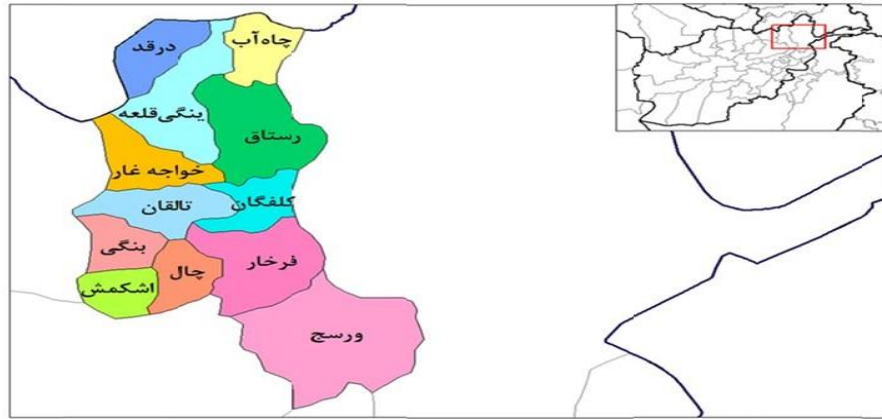 چاه‌آب
درقد
ینگی‌قلعه
رستاق
خواجه غار
کلفگان
تالقان
بنگی
فرخار
چال
اشکمش
ورسج